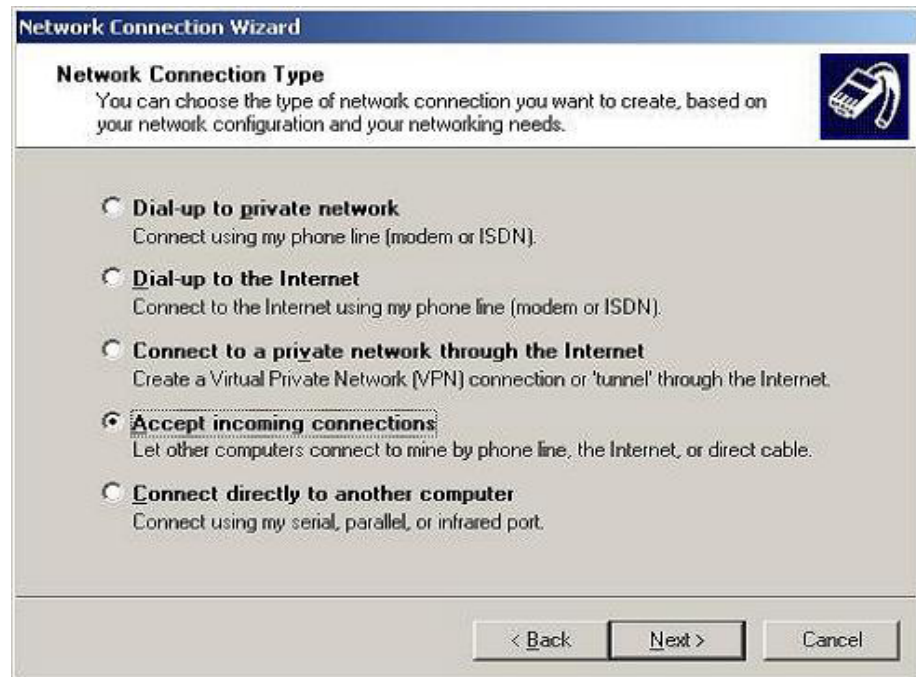 Network Connection Wizard
Network Connection Type
You can choose the type of network connection you want to create, based on
your network configuration and your networking needs.
Dial-up to private network
Connect using my phone line (modem or ISDN).
Dial-up to the Internet
Connect to the Internet using my phone line (modem or ISDN).
Connect to a private network through the Internet
Create a Virtual Private Network (VPN) connection or 'tunnel' through the Internet.
Accept incoming connections
Let other computers connect to mine by phone line, the Internet, or direct cable.
Connect directly to another computer
Connect using my serial, parallel, or infrared port.
< Back Next > Cancel